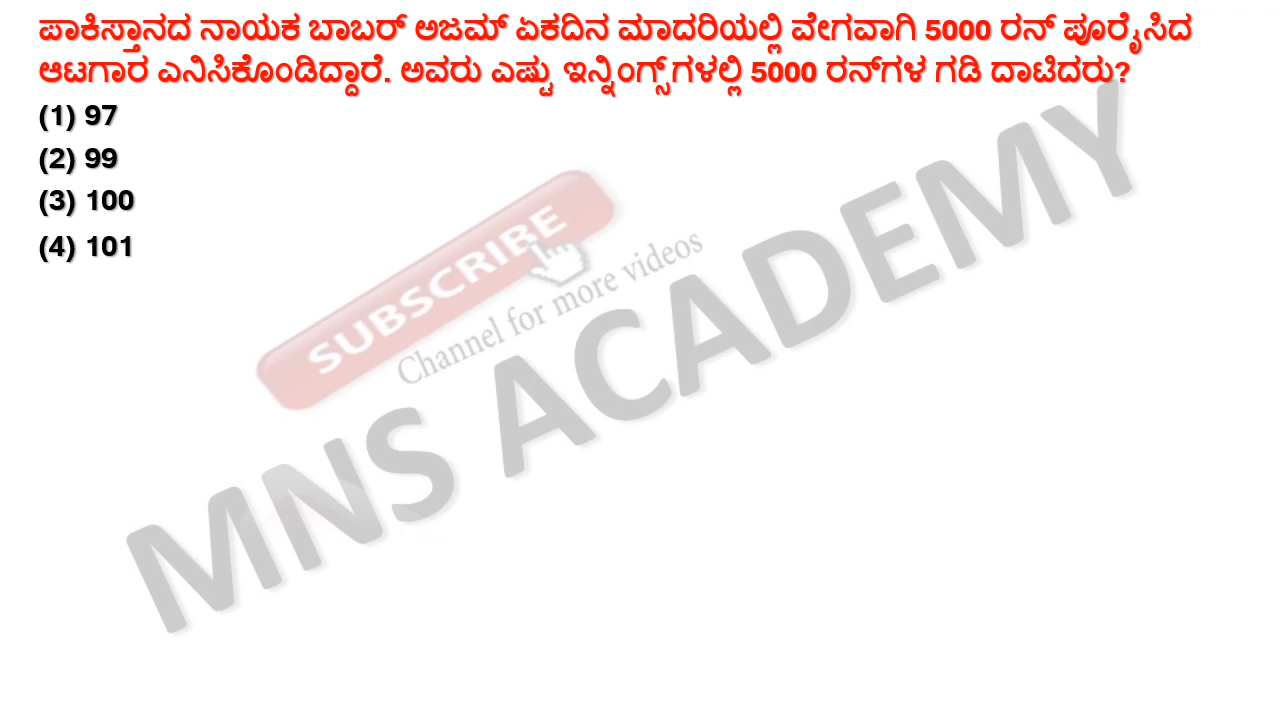 ಪಾಕಿಸ್ತಾನದ ನಾಯಕ ಬಾಬರ್ ಅಜಮ್ ಏಕದಿನ ಮಾದರಿಯಲ್ಲಿ ವೇಗವಾಗಿ 5000 ರನ್ ಪೂರೈಸಿದ
ಆಟಗಾರ ಎನಿಸಿಕೊಂಡಿದ್ದಾರೆ. ಅವರು ಎಷ್ಟು ಇನ್ನಿಂಗ್ಸ್‌ಗಳಲ್ಲಿ 5000 ರನ್‌ಗಳ ಗಡಿ ದಾಟಿದರು?
(1) 97
(2) 99
(3) 100
(4) 101
SUBSCRIBE
Channel for more videos
MNS ACADEMY